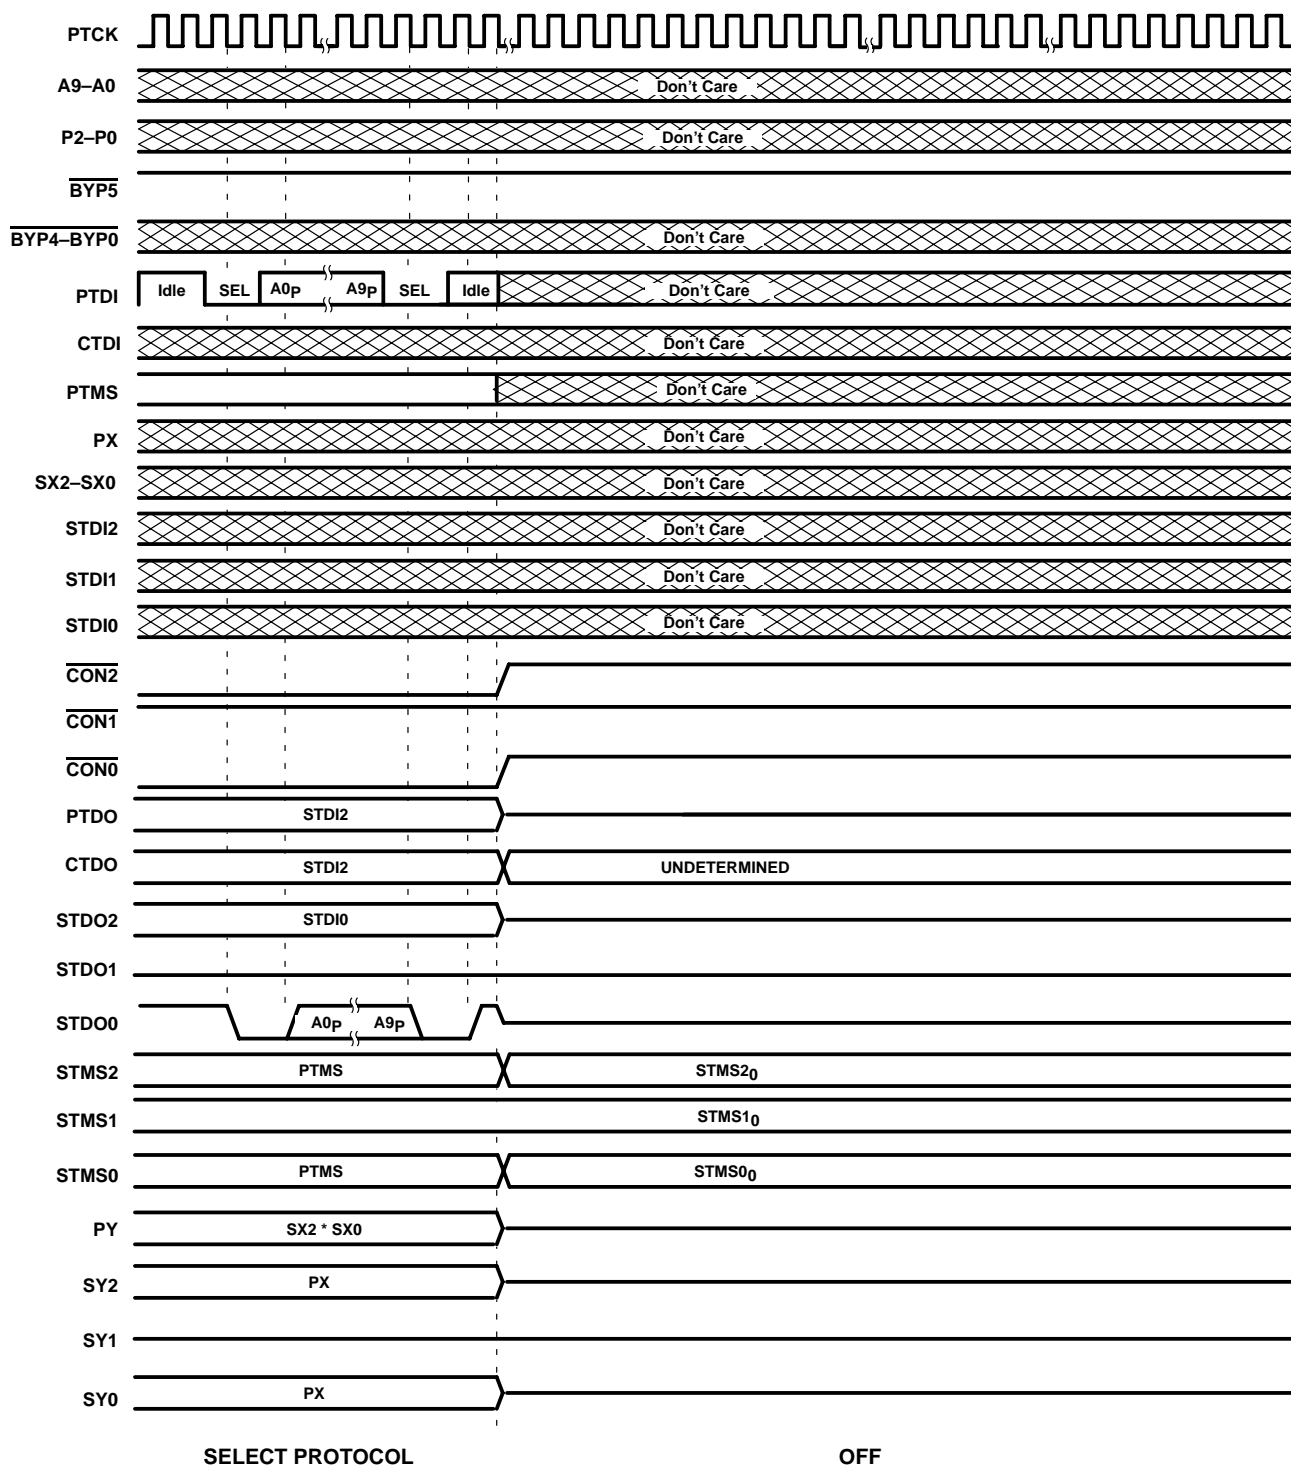 PTCK
A9–A0 Don't Care
P2–P0 Don't Care
BYP5
BYP4–BYP0 Don't Care
PTDI Idle SEL A0P A9P SEL Idle Don't Care
CTDI Don't Care
PTMS Don't Care
PX Don't Care
SX2–SX0 Don't Care
STDI2 Don't Care
STDI1 Don't Care
STDI0 Don't Care
CON2
CON1
CON0
PTDO STDI2
CTDO STDI2 UNDETERMINED
STDO2 STDI0
STDO1
STDO0 A0P A9P
STMS2 PTMS STMS20
STMS1 STMS10
STMS0 PTMS STMS00
PY SX2 * SX0
SY2 PX
SY1
SY0 PX
SELECT PROTOCOL OFF